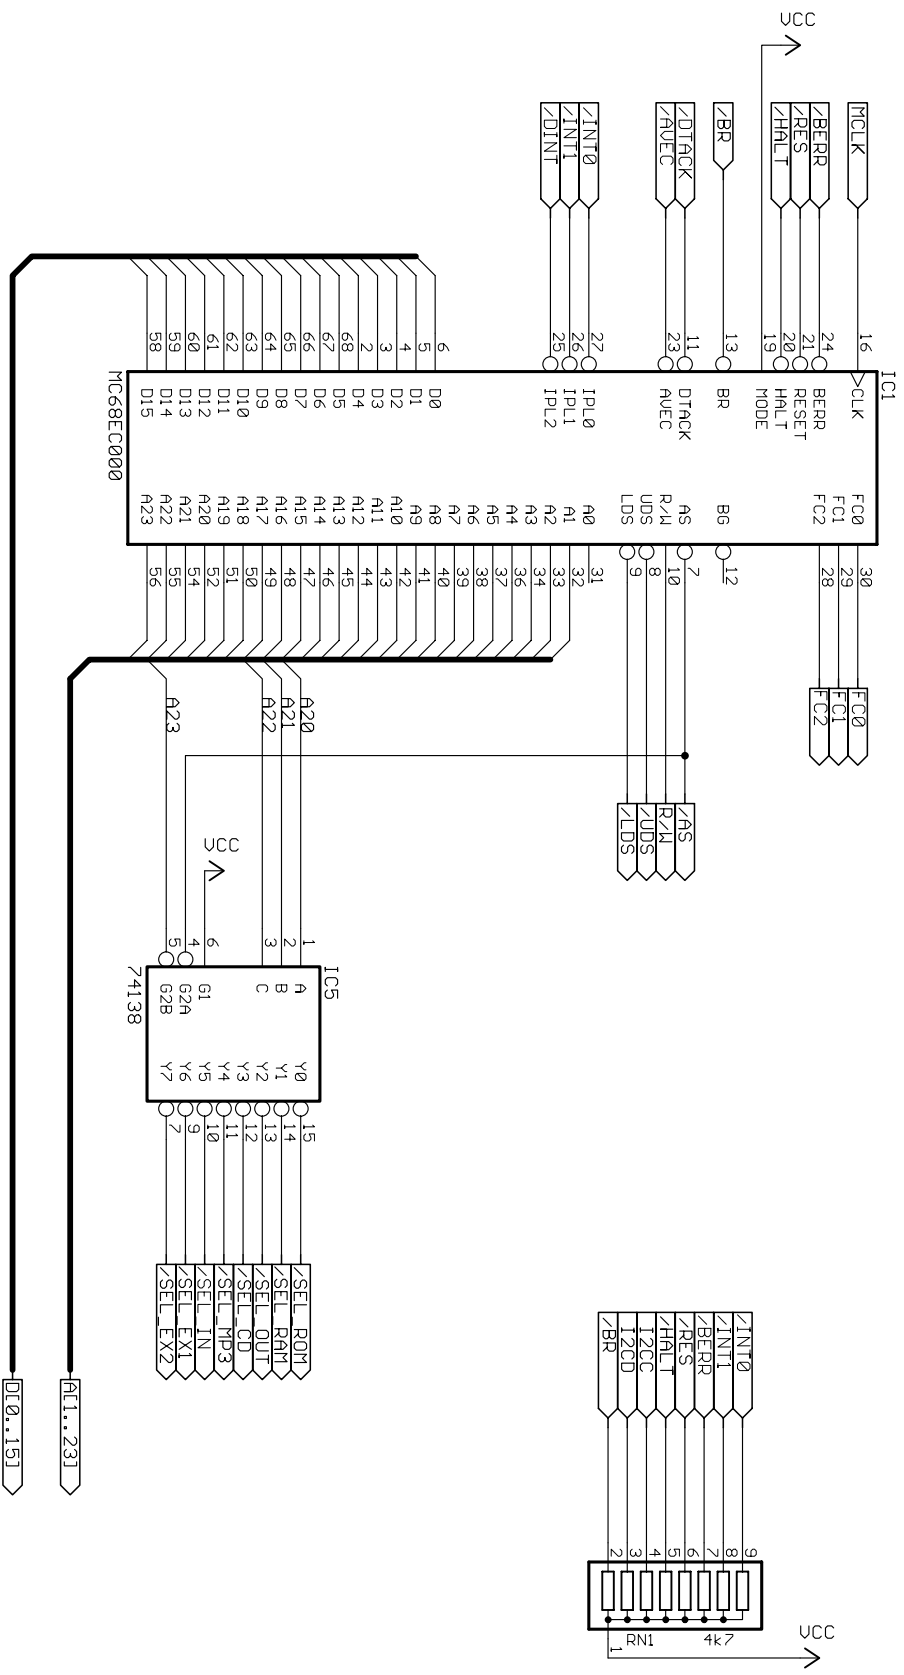 IC1
MCLK 16 CLK FC0 30 FC0
FC1 29 FC1
/BERR 24 BERR FC2 28 FC2
/RES 21 RESET
/HALT 20 HALT
VCC 19 MODE
/BR 13 BR BG 12
/DTACK 11 DTACK AS 7 /AS
/AVEC 23 AVEC R/W 10 R/W
UDS 8 /UDS
LDS 9 /LDS
/INT0 27 IPL0 A0 31
/INT1 26 IPL1 A1 32
/DINT 25 IPL2 A2 33
A3 34
A4 36
A5 37
A6 38
A7 39
6 D0 A8 40
5 D1 A9 41
4 D2 A10 42
3 D3 A11 43
2 D4 A12 44
68 D5 A13 45
67 D6 A14 46
66 D7 A15 47
65 D8 A16 48
64 D9 A17 49
63 D10 A18 50
62 D11 A19 51
61 D12 A20 52
60 D13 A21 54
59 D14 A22 55
58 D15 A23 56
MC68EC000
IC5
A20 1 A Y0 15 /SEL_ROM
A21 2 B Y1 14 /SEL_RAM
A22 3 C Y2 13 /SEL_OUT
Y3 12 /SEL_CD
Y4 11 /SEL_MP3
VCC 6 G1 Y5 10 /SEL_IN
4 G2A Y6 9 /SEL_EX1
A23 5 G2B Y7 7 /SEL_EX2
74138
A[1..23]
D[0..15]
VCC
/INT0 9
/INT1 8
/BERR 7
/RES 6
/HALT 5
I2CC 4
I2CD 3
/BR 2
1
RN1 4k7